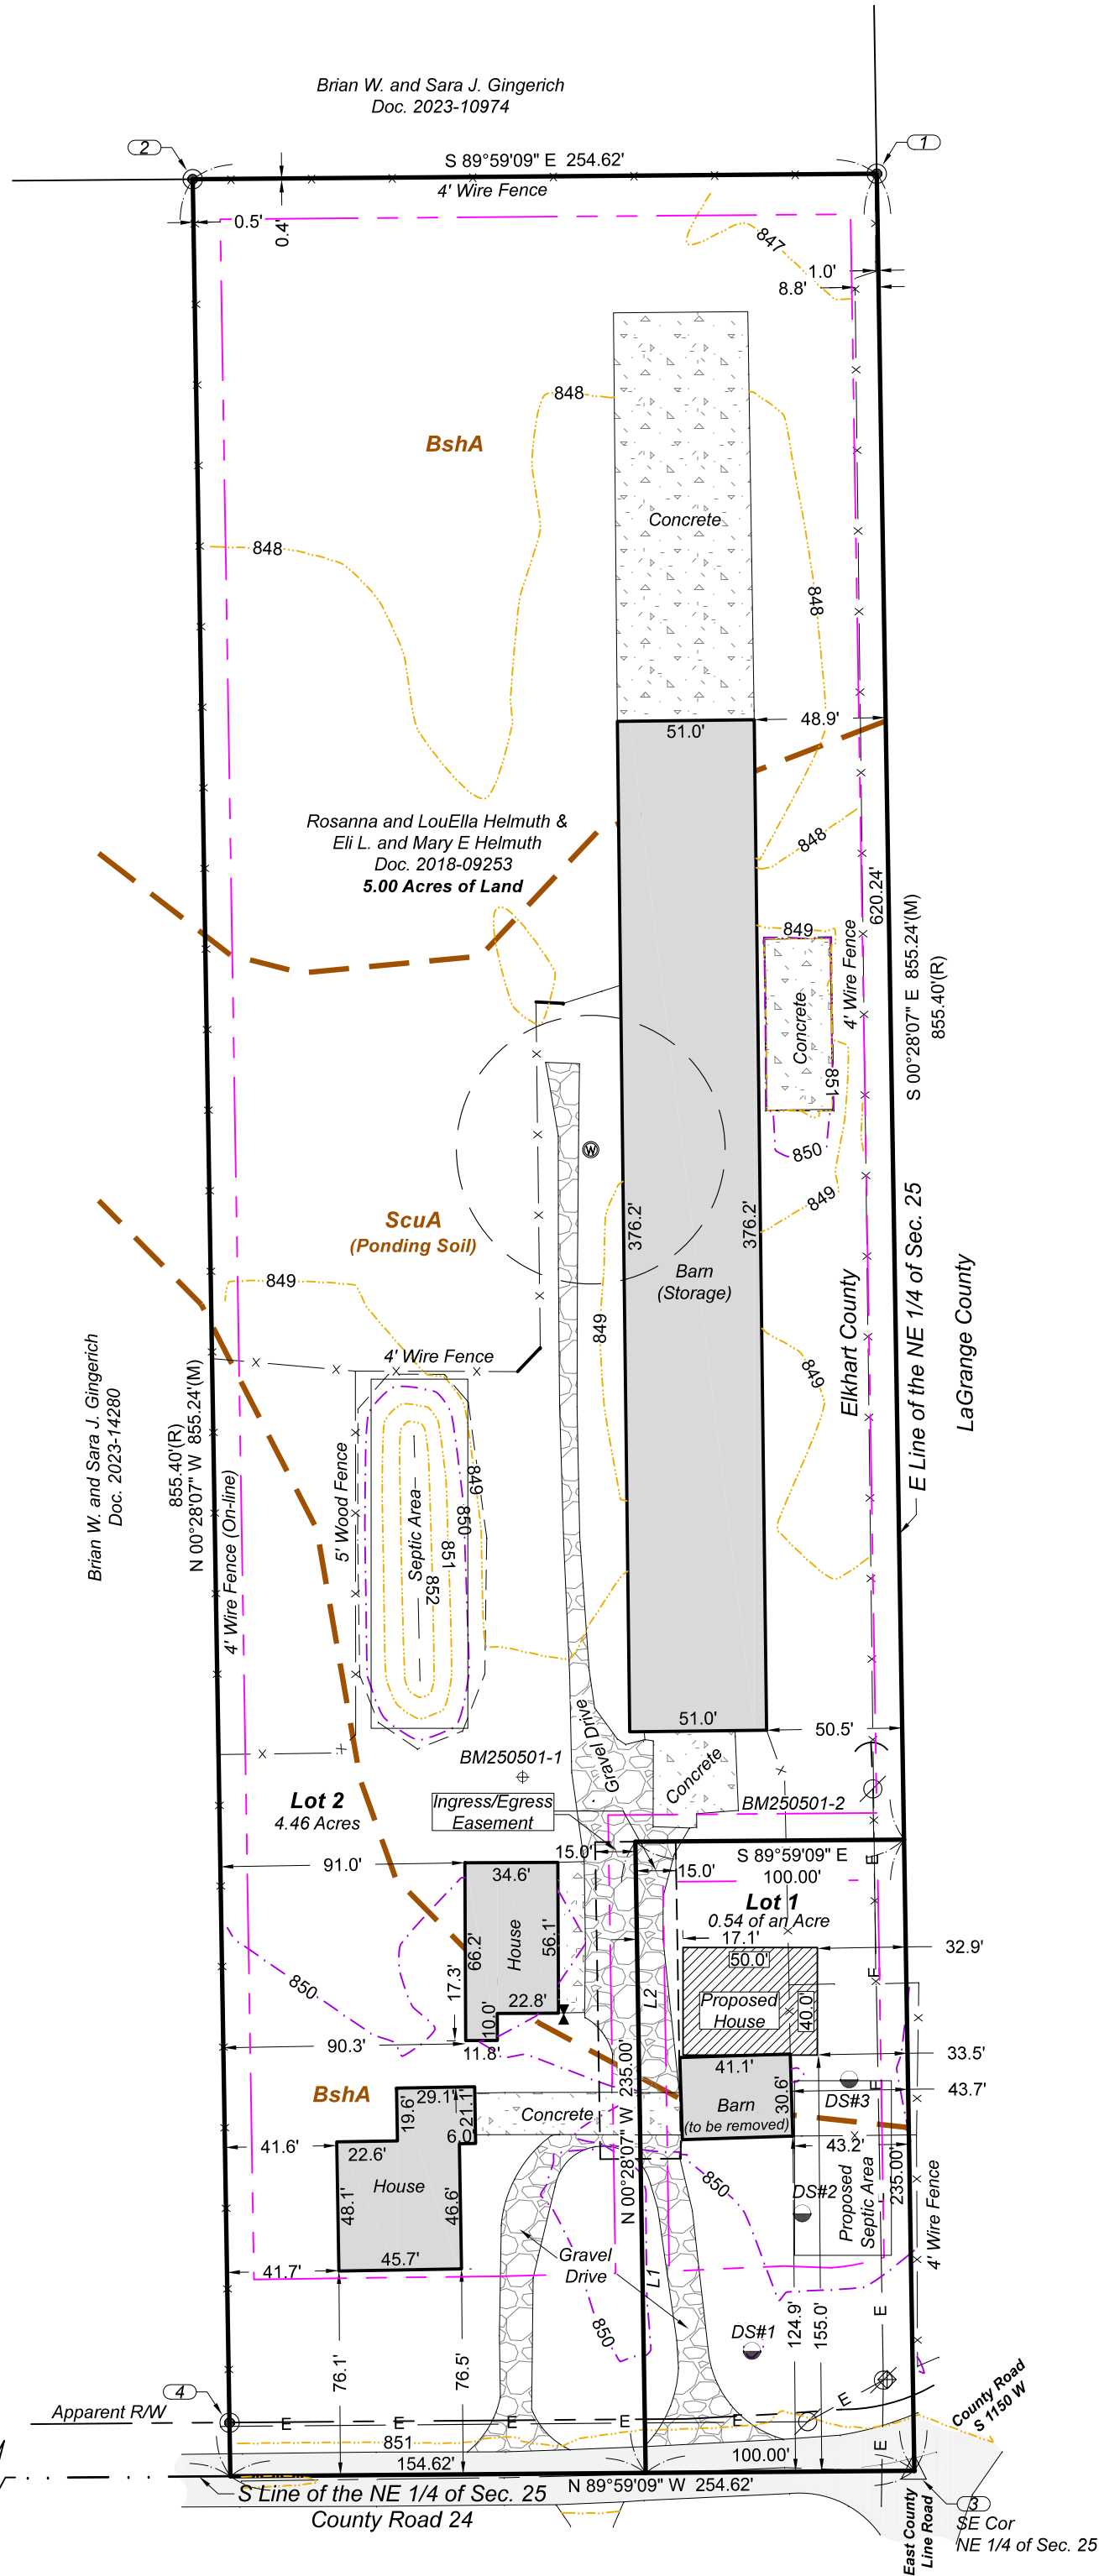 Brian W. and Sara J. Gingerich
Doc. 2023-10974
2
1
S 89°59'09" E 254.62'
4' Wire Fence
0.5'
0.4'
847
1.0'
8.8'
848
BshA
Concrete
848
848
48.9'
51.0'
Rosanna and LouElla Helmuth &
Eli L. and Mary E Helmuth
Doc. 2018-09253
5.00 Acres of Land
848
620.24'
849
4' Wire Fence
S 00°28'07" E 855.24'(M)
855.40'(R)
Concrete
851
850
W
849
ScuA
(Ponding Soil)
376.2'
376.2'
Barn
(Storage)
849
849
Elkhart County
E Line of the NE 1/4 of Sec. 25
LaGrange County
4' Wire Fence
849
Brian W. and Sara J. Gingerich
Doc. 2023-14280
855.40'(R)
N 00°28'07" W 855.24'(M)
4' Wire Fence (On-line)
5' Wood Fence
Septic Area
849
850
851
852
51.0'
50.5'
Gravel Drive
Concrete
BM250501-1
BM250501-2
Lot 2
4.46 Acres
Ingress/Egress
Easement
15.0'
15.0'
S 89°59'09" E
100.00'
91.0'
34.6'
Lot 1
0.54 of an Acre
17.1'
50.0'
32.9'
66.2'
House
56.1'
17.3'
22.8'
10.0'
850
L2
Proposed
House
40.0'
90.3'
11.8'
33.5'
41.1'
Barn
(to be removed)
30.6'
DS#3
43.7'
BshA
29.1'
19.6'
21.1'
6.0'
Concrete
N 00°28'07" W 235.00'
43.2'
41.6'
22.6'
House
48.1'
46.6'
45.7'
850
DS#2
Proposed
Septic Area
235.00'
4' Wire Fence
41.7'
Gravel
Drive
L1
850
DS#1
124.9'
155.0'
76.1'
76.5'
4
Apparent R/W
E
E
E
E
E
E
E
E
E
E
E
E
County Road
S 1150 W
851
154.62'
100.00'
S Line of the NE 1/4 of Sec. 25
N 89°59'09" W 254.62'
County Road 24
East County
Line Road
3
SE Cor
NE 1/4 of Sec. 25